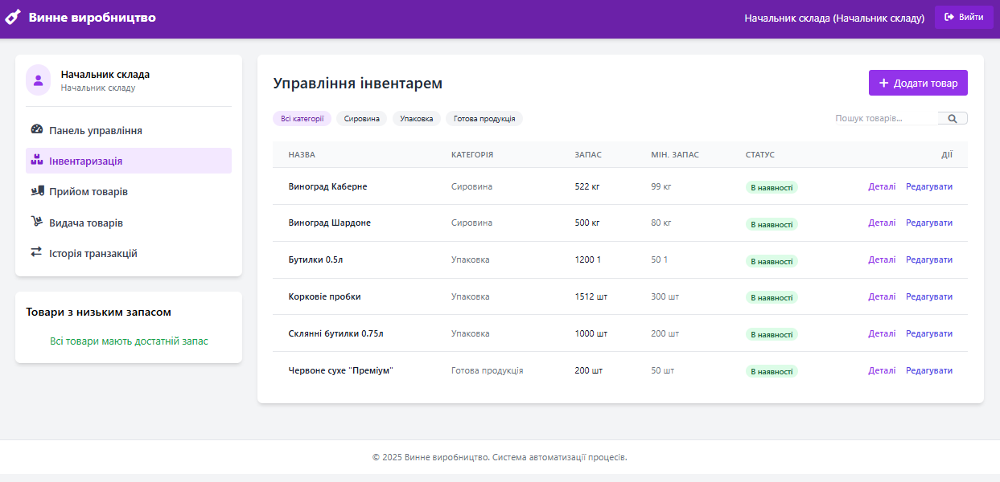 Винне виробництво
Начальник склада (Начальник складу)
Вийти
Начальник склада
Начальник складу
Панель управління
Інвентаризація
Прийом товарів
Видача товарів
Історія транзакцій
Товари з низьким запасом
Всі товари мають достатній запас
Управління інвентарем
Додати товар
Всі категорії Сировина Упаковка Готова продукція
Пошук товарів...
НАЗВА КАТЕГОРІЯ ЗАПАС МІН. ЗАПАС СТАТУС ДІЇ
Виноград Каберне Сировина 522 кг 99 кг В наявності Деталі Редагувати
Виноград Шардоне Сировина 500 кг 80 кг В наявності Деталі Редагувати
Бутилки 0.5л Упаковка 1200 1 50 1 В наявності Деталі Редагувати
Корковіе пробки Упаковка 1512 шт 300 шт В наявності Деталі Редагувати
Склянні бутилки 0.75л Упаковка 1000 шт 200 шт В наявності Деталі Редагувати
Червоне сухе "Преміум" Готова продукція 200 шт 50 шт В наявності Деталі Редагувати
© 2025 Винне виробництво. Система автоматизації процесів.